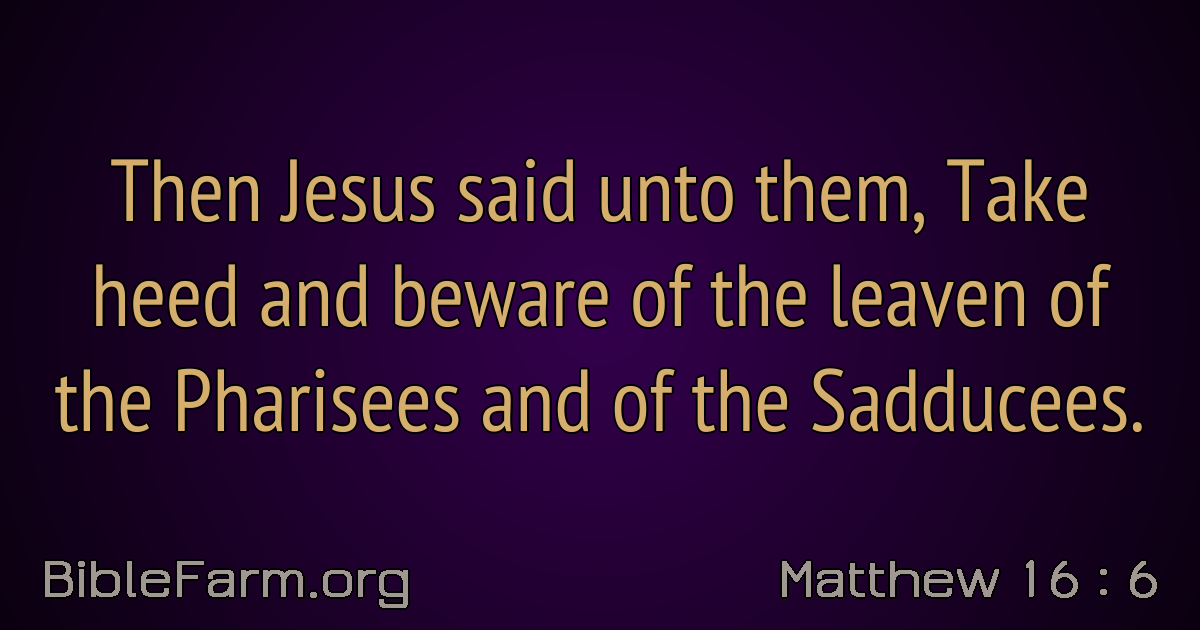 Then Jesus said unto them, Take
heed and beware of the leaven of
the Pharisees and of the Sadducees.
BibleFarm.org
Matthew 16 : 6